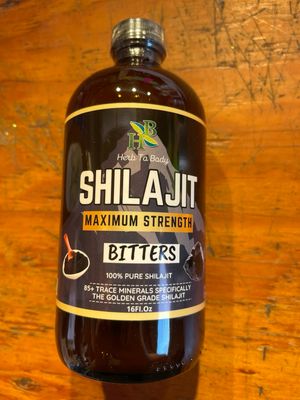 HB
Herb To Body
SHILAJIT
MAXIMUM STRENGTH
BITTERS
100% PURE SHILAJIT
85+ TRACE MINERALS SPECIFICALLY
THE GOLDEN GRADE SHILAJIT
16Fl.Oz